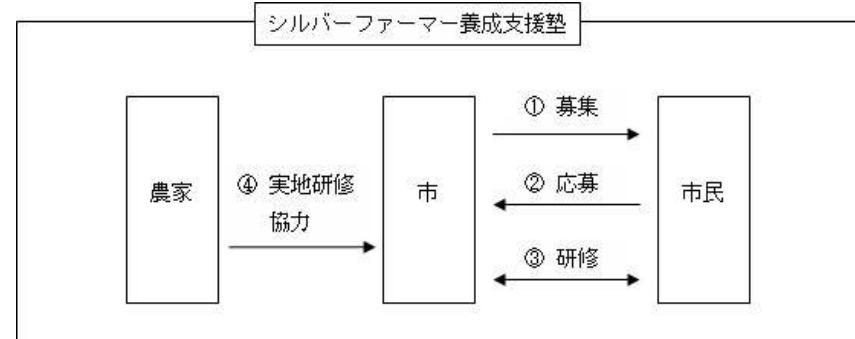 シルバーファーマー養成支援塾
農家
④ 実地研修
協力
市
① 募集
② 応募
③ 研修
市民